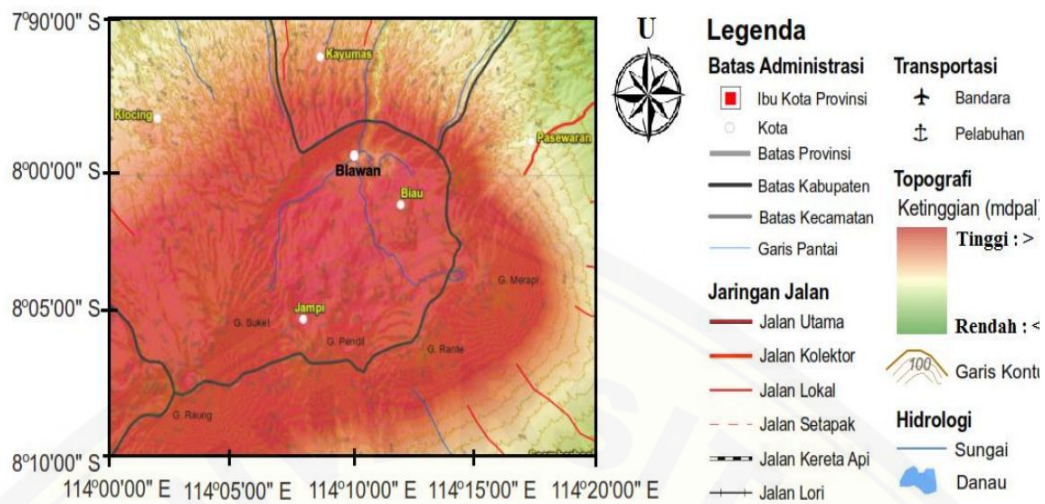 7°90'00" S
8°00'00" S
8°05'00" S
8°10'00" S
114°00'00" E
114°05'00" E
114°10'00" E
114°15'00" E
114°20'00" E
Kayumas
Klocing
Pasewaran
Blawan
Biau
Jampi
G. Merapi
G. Suket
G. Pendil
G. Rante
G. Raung
U
Legenda
Batas Administrasi
Ibu Kota Provinsi
Kota
Batas Provinsi
Batas Kabupaten
Batas Kecamatan
Garis Pantai
Jaringan Jalan
Jalan Utama
Jalan Kolektor
Jalan Lokal
Jalan Setapak
Jalan Kereta Api
Jalan Lori
Transportasi
Bandara
Pelabuhan
Topografi
Ketinggian (mdpal)
Tinggi : >
Rendah : <
100
Garis Kontu
Hidrologi
Sungai
Danau